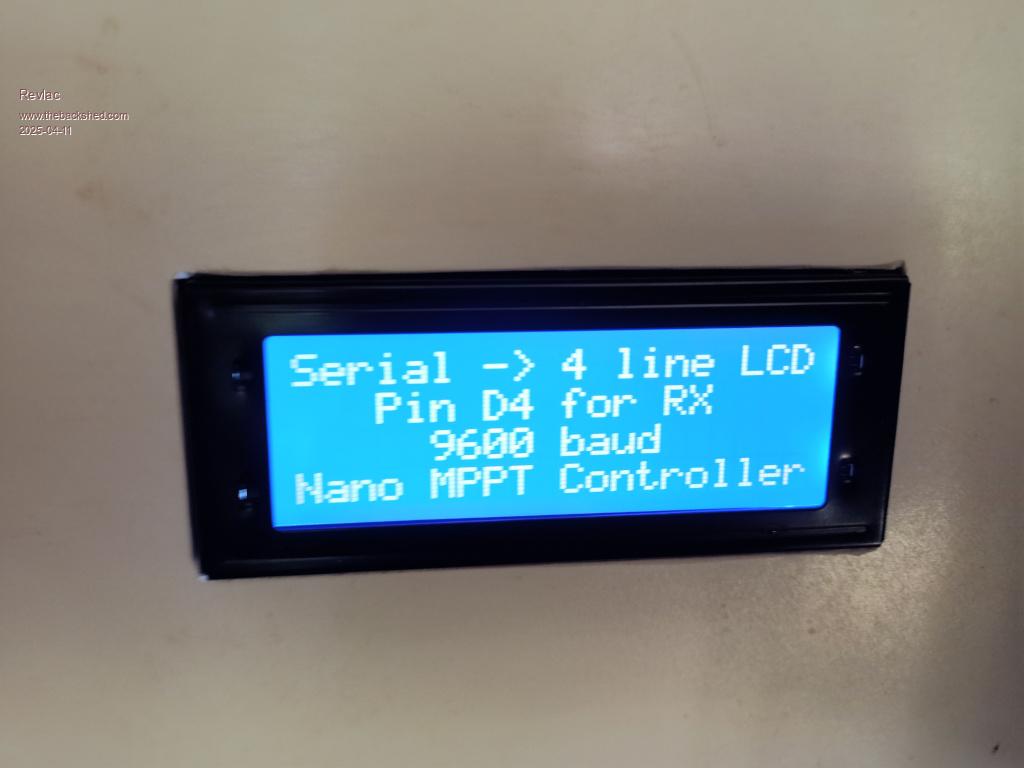 Revlac
www.thebackshed.com
2025-04-11
Serial -> 4 line LCD
Pin D4 for RX
9600 baud
Nano MPPT Controller